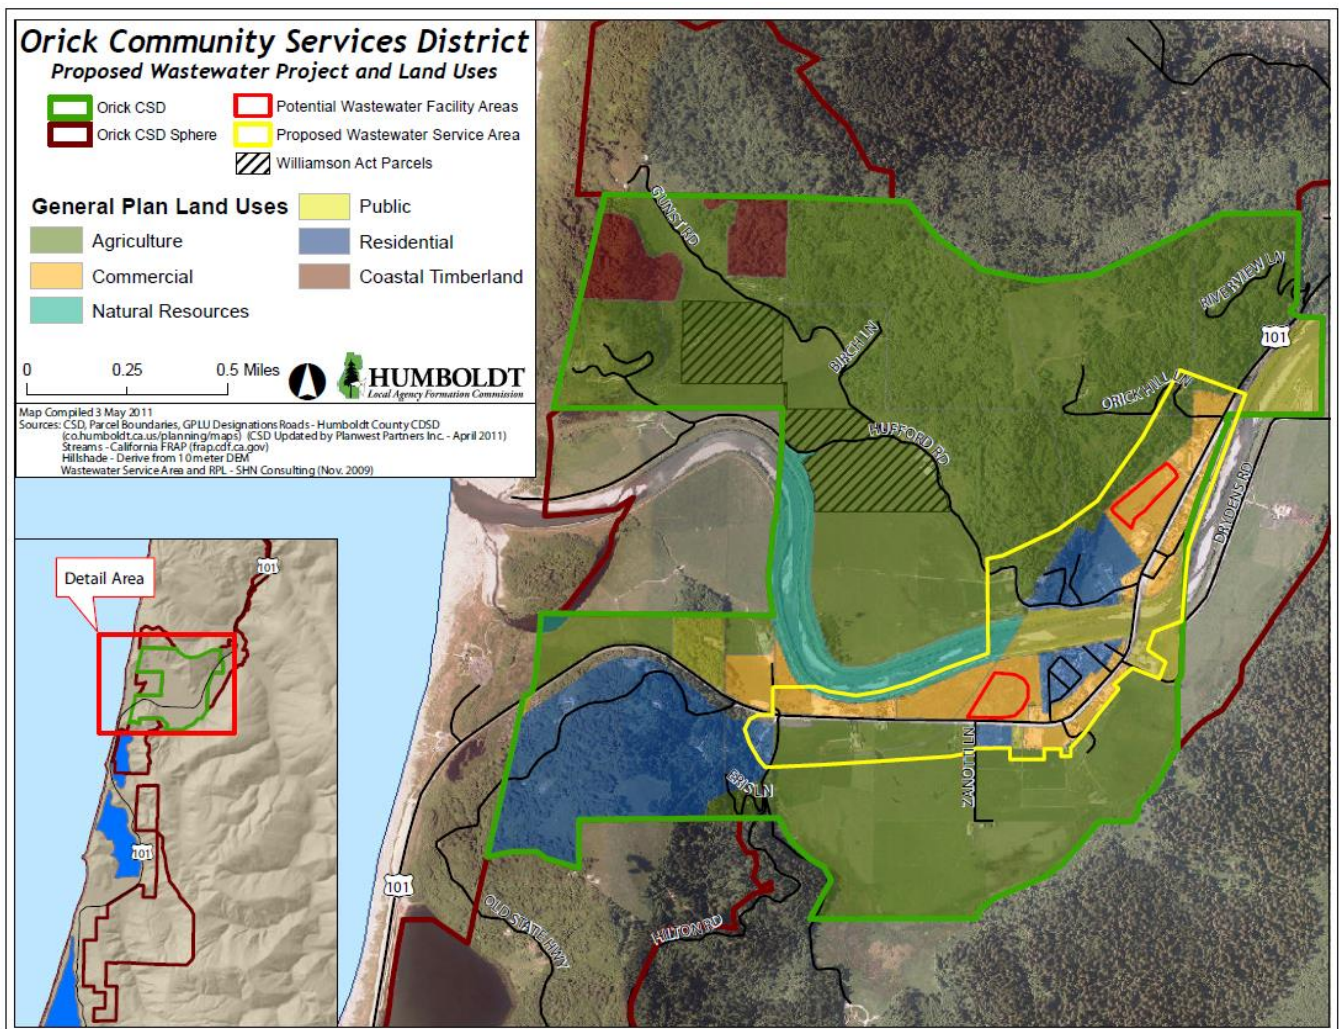 Orick Community Services District
Proposed Wastewater Project and Land Uses
Orick CSD
Potential Wastewater Facility Areas
Orick CSD Sphere
Proposed Wastewater Service Area
Williamson Act Parcels
General Plan Land Uses
Public
Agriculture
Residential
Commercial
Coastal Timberland
Natural Resources
0 0.25 0.5 Miles
HUMBOLDT
Local Agency Formation Commission
Map Compiled 3 May 2011
Sources: CSD, Parcel Boundaries, GPLU Designations Roads - Humboldt County CDSD
(co.humboldt.ca.us/planning/maps) (CSD Updated by Planwest Partners Inc. - April 2011)
Streams - California FRAP (frap.cdf.ca.gov)
Hillshade - Derive from 10 meter DEM
Wastewater Service Area and RPL - SHN Consulting (Nov. 2009)
GUNST RD
RIVERVIEW LN
101
BIRCH LN
ORICK HILL LN
HUFFORD RD
DRYDENS RD
Detail Area
101
101
ZANOTTI LN
ERIS LN
101
OLD STATE HWY
HILTON RD